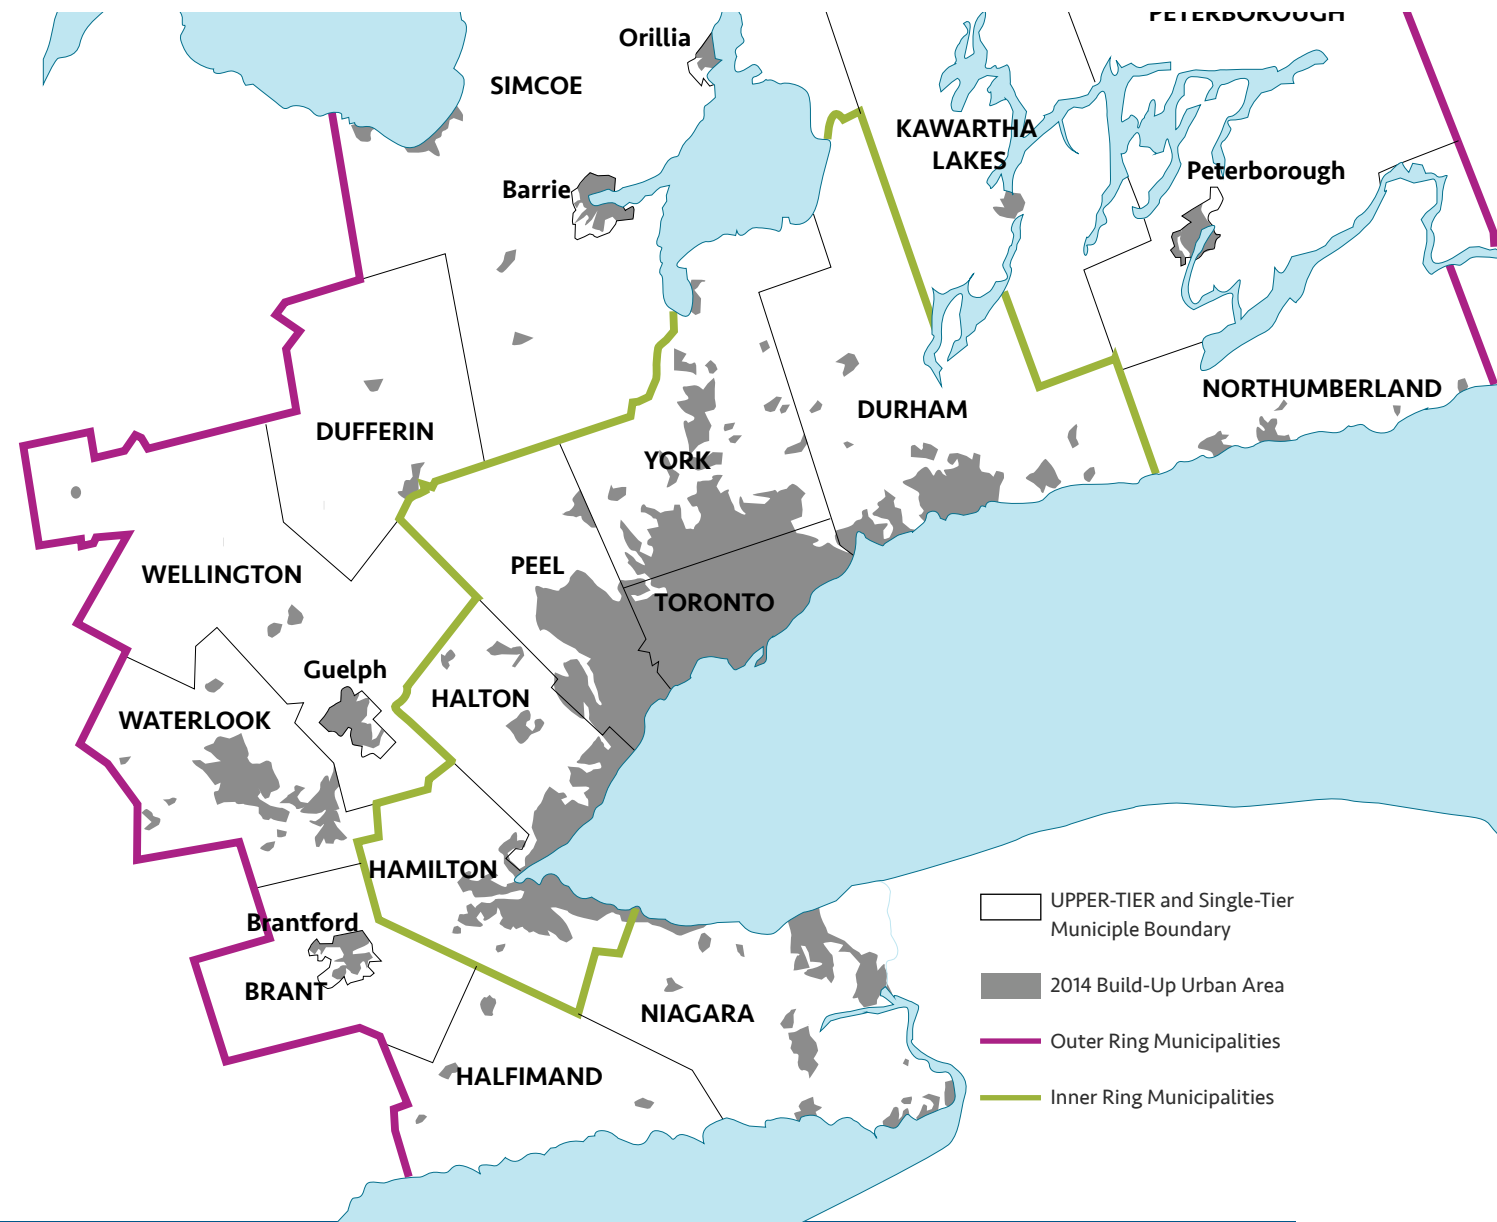 PETERBOROUGH
Orillia
SIMCOE
KAWARTHA
LAKES
Peterborough
Barrie
NORTHUMBERLAND
DURHAM
DUFFERIN
YORK
PEEL
WELLINGTON
TORONTO
Guelph
HALTON
WATERLOOK
HAMILTON
Brantford
BRANT
NIAGARA
HALFIMAND
UPPER-TIER and Single-Tier
Municiple Boundary
2014 Build-Up Urban Area
Outer Ring Municipalities
Inner Ring Municipalities